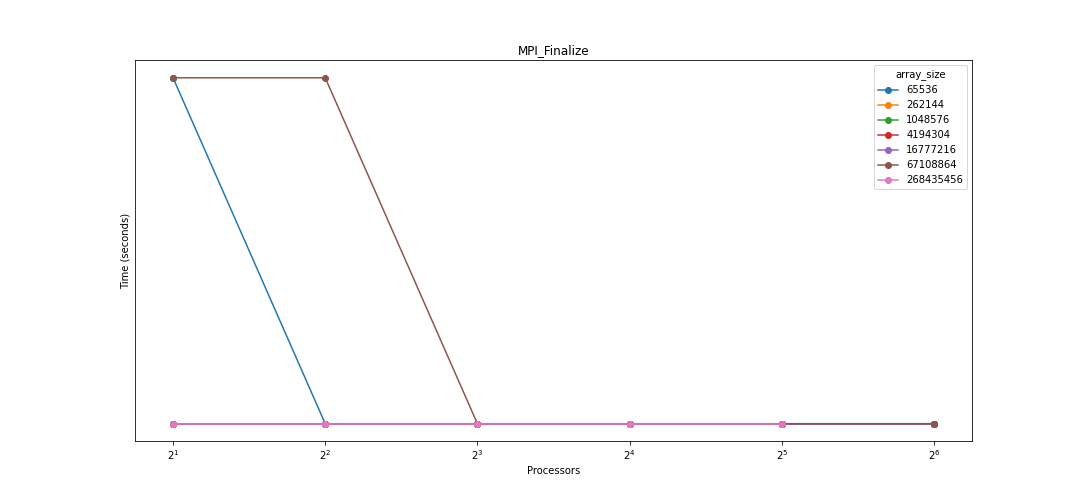 MPI_Finalize
Time (seconds)
array_size
65536
262144
1048576
4194304
16777216
67108864
268435456
2¹ 2² 2³ 2⁴ 2⁵ 2⁶
Processors